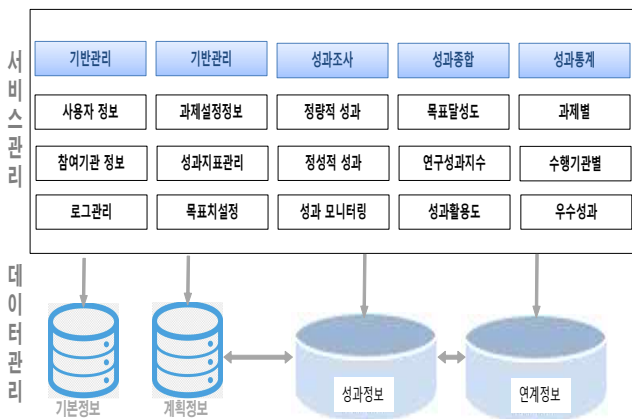 서비스관리
기반관리 기반관리 성과조사 성과종합 성과통계
사용자 정보 과제설정정보 정량적 성과 목표달성도 과제별
참여기관 정보 성과지표관리 정성적 성과 연구성과지수 수행기관별
로그관리 목표치설정 성과 모니터링 성과활용도 우수성과
데이터관리
기본정보 계획정보 성과정보 연계정보